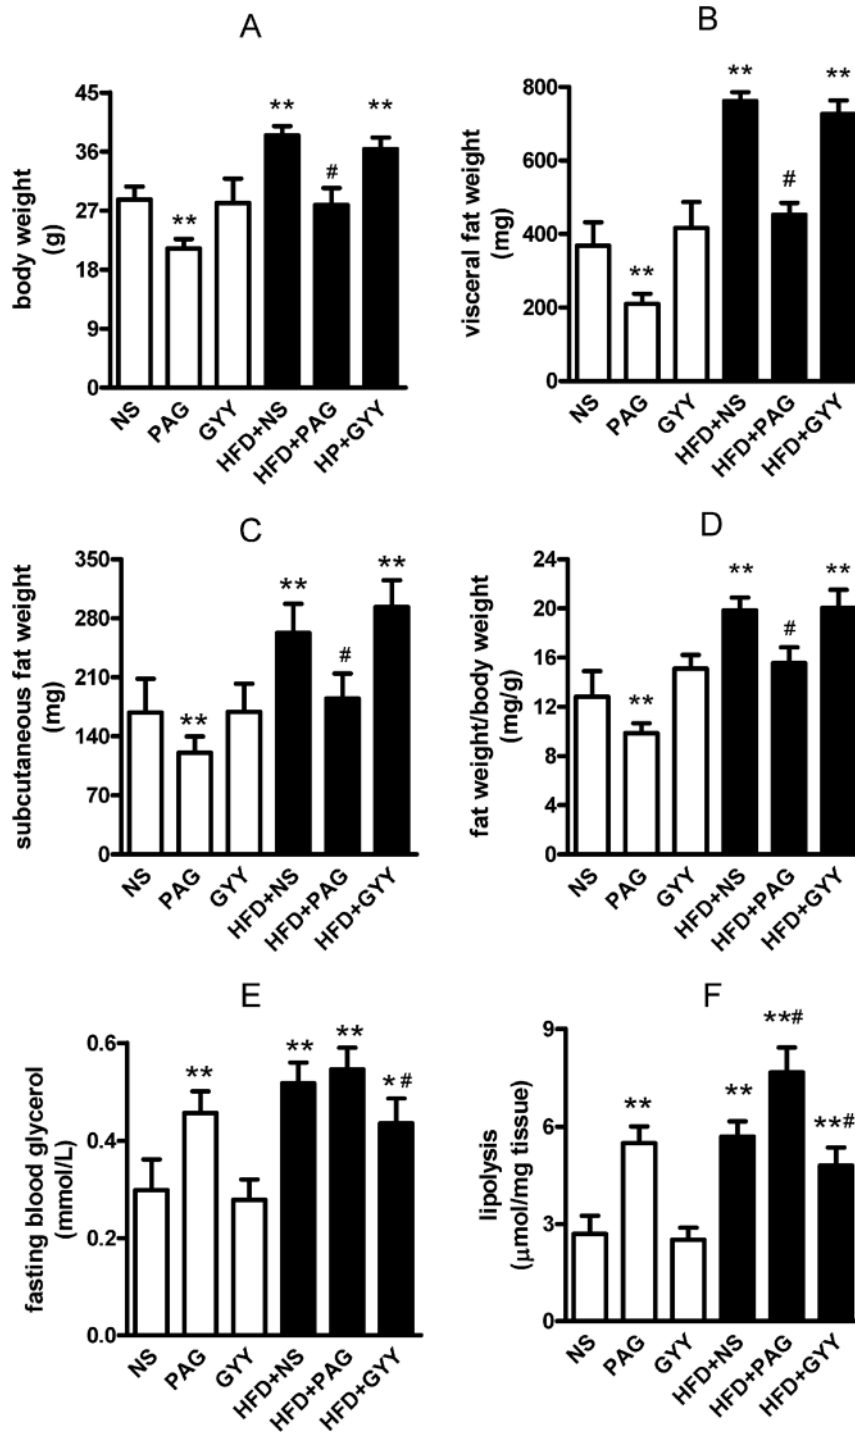 A
body weight
(g)
45
36
27
18
9
0
**
**
#
**
NS
PAG
GYY
HFD+NS
HFD+PAG
HP+GYY
B
visceral fat weight
(mg)
800
600
400
200
0
**
**
#
**
NS
PAG
GYY
HFD+NS
HFD+PAG
HFD+GYY
C
subcutaneous fat weight
(mg)
350
280
210
140
70
0
**
**
#
**
NS
PAG
GYY
HFD+NS
HFD+PAG
HFD+GYY
D
fat weight/body weight
(mg/g)
24
20
16
12
8
4
0
**
**
#
**
NS
PAG
GYY
HFD+NS
HFD+PAG
HFD+GYY
E
fasting blood glycerol
(mmol/L)
0.6
0.4
0.2
0.0
**
**
**
*#
NS
PAG
GYY
HFD+NS
HFD+PAG
HFD+GYY
F
lipolysis
(μmol/mg tissue)
9
6
3
0
**
**
**#
**#
NS
PAG
GYY
HFD+NS
HFD+PAG
HFD+GYY